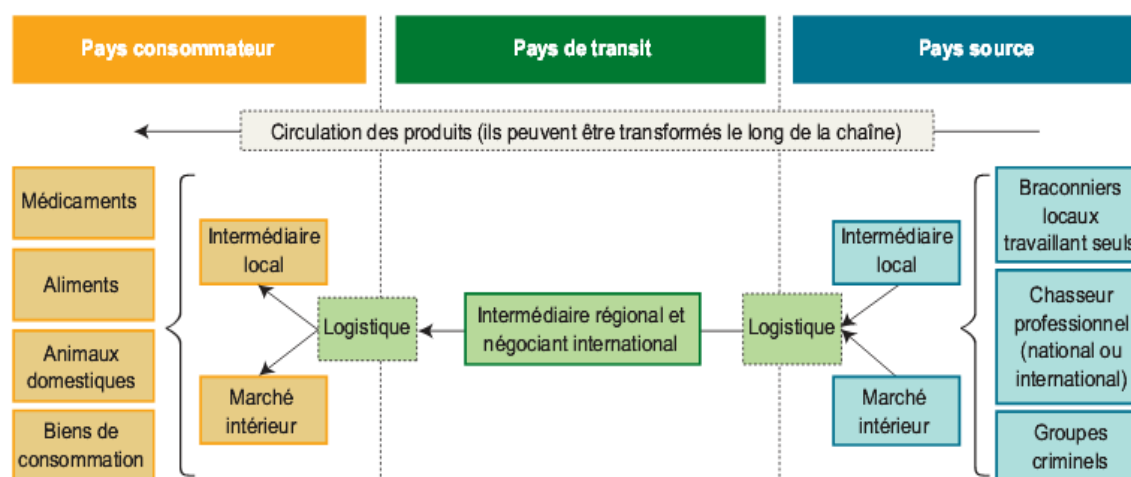 Pays consommateur
Pays de transit
Pays source
Circulation des produits (ils peuvent être transformés le long de la chaîne)
Médicaments
Aliments
Animaux
domestiques
Biens de
consommation
Intermédiaire
local
Marché
intérieur
Logistique
Intermédiaire régional et
négociant international
Logistique
Intermédiaire
local
Marché
intérieur
Braconniers
locaux
travaillant seuls
Chasseur
professionnel
(national ou
international)
Groupes
criminels